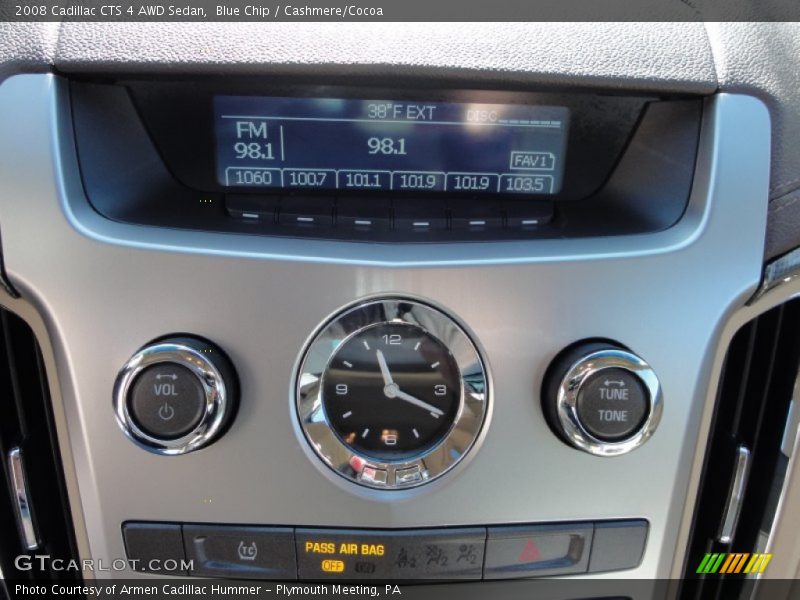 2008 Cadillac CTS 4 AWD Sedan, Blue Chip / Cashmere/Cocoa
38°F EXT DISC
FM
98.1 98.1
FAV1
1060 100.7 101.1 101.9 101.9 103.5
12
9 3
6
VOL
TUNE
TONE
TC
PASS AIR BAG
OFF
GTCARLOT.COM
Photo Courtesy of Armen Cadillac Hummer – Plymouth Meeting, PA